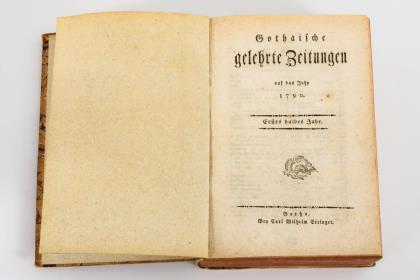 Gothaische
gelehrte Zeitungen
auf das Jahr
1790.
Erstes halbes Jahr.
Gotha,
Bey Carl Wilhelm Ettinger.